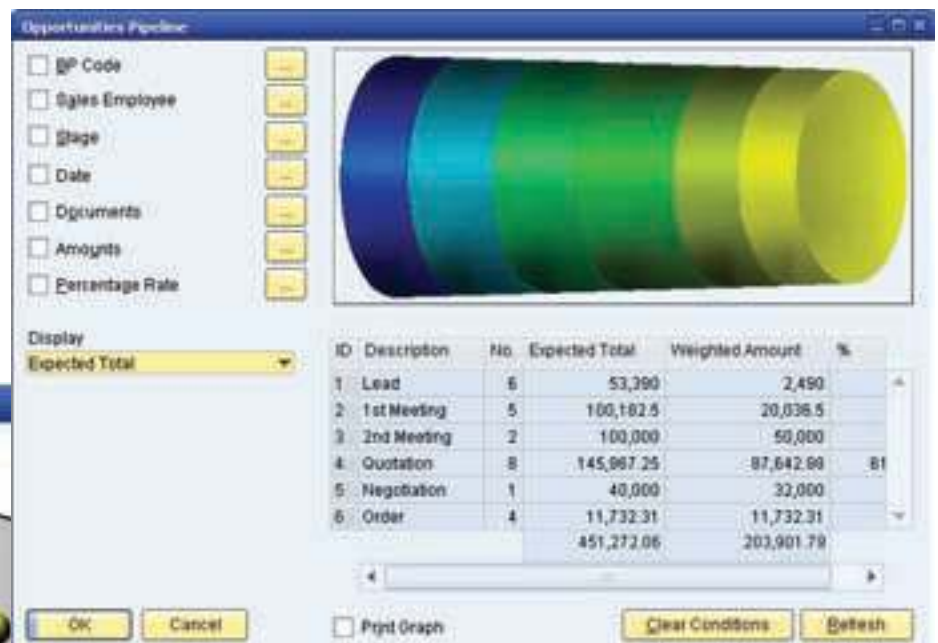 Opportunities Pipeline
BP Code ...
Sales Employee ...
Stage ...
Date ...
Documents ...
Amounts ...
Percentage Rate ...
Display
Expected Total
ID Description No. Expected Total Weighted Amount %
1 Lead 6 53,390 2,490
2 1st Meeting 5 100,182.5 20,036.5
3 2nd Meeting 2 100,000 50,000
4 Quotation 8 145,967.25 87,642.98 61
5 Negotiation 1 40,000 32,000
6 Order 4 11,732.31 11,732.31
451,272.06 203,901.79
OK Cancel Print Graph Clear Conditions Refresh